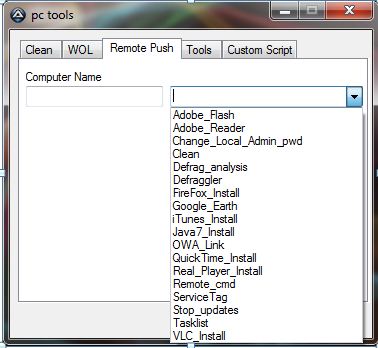 pc tools
Clean WOL Remote Push Tools Custom Script
Computer Name
Adobe_Flash
Adobe_Reader
Change_Local_Admin_pwd
Clean
Defrag_analysis
Defraggler
FireFox_Install
Google_Earth
iTunes_Install
Java7_Install
OWA_Link
QuickTime_Install
Real_Player_Install
Remote_cmd
ServiceTag
Stop_updates
Tasklist
VLC_Install